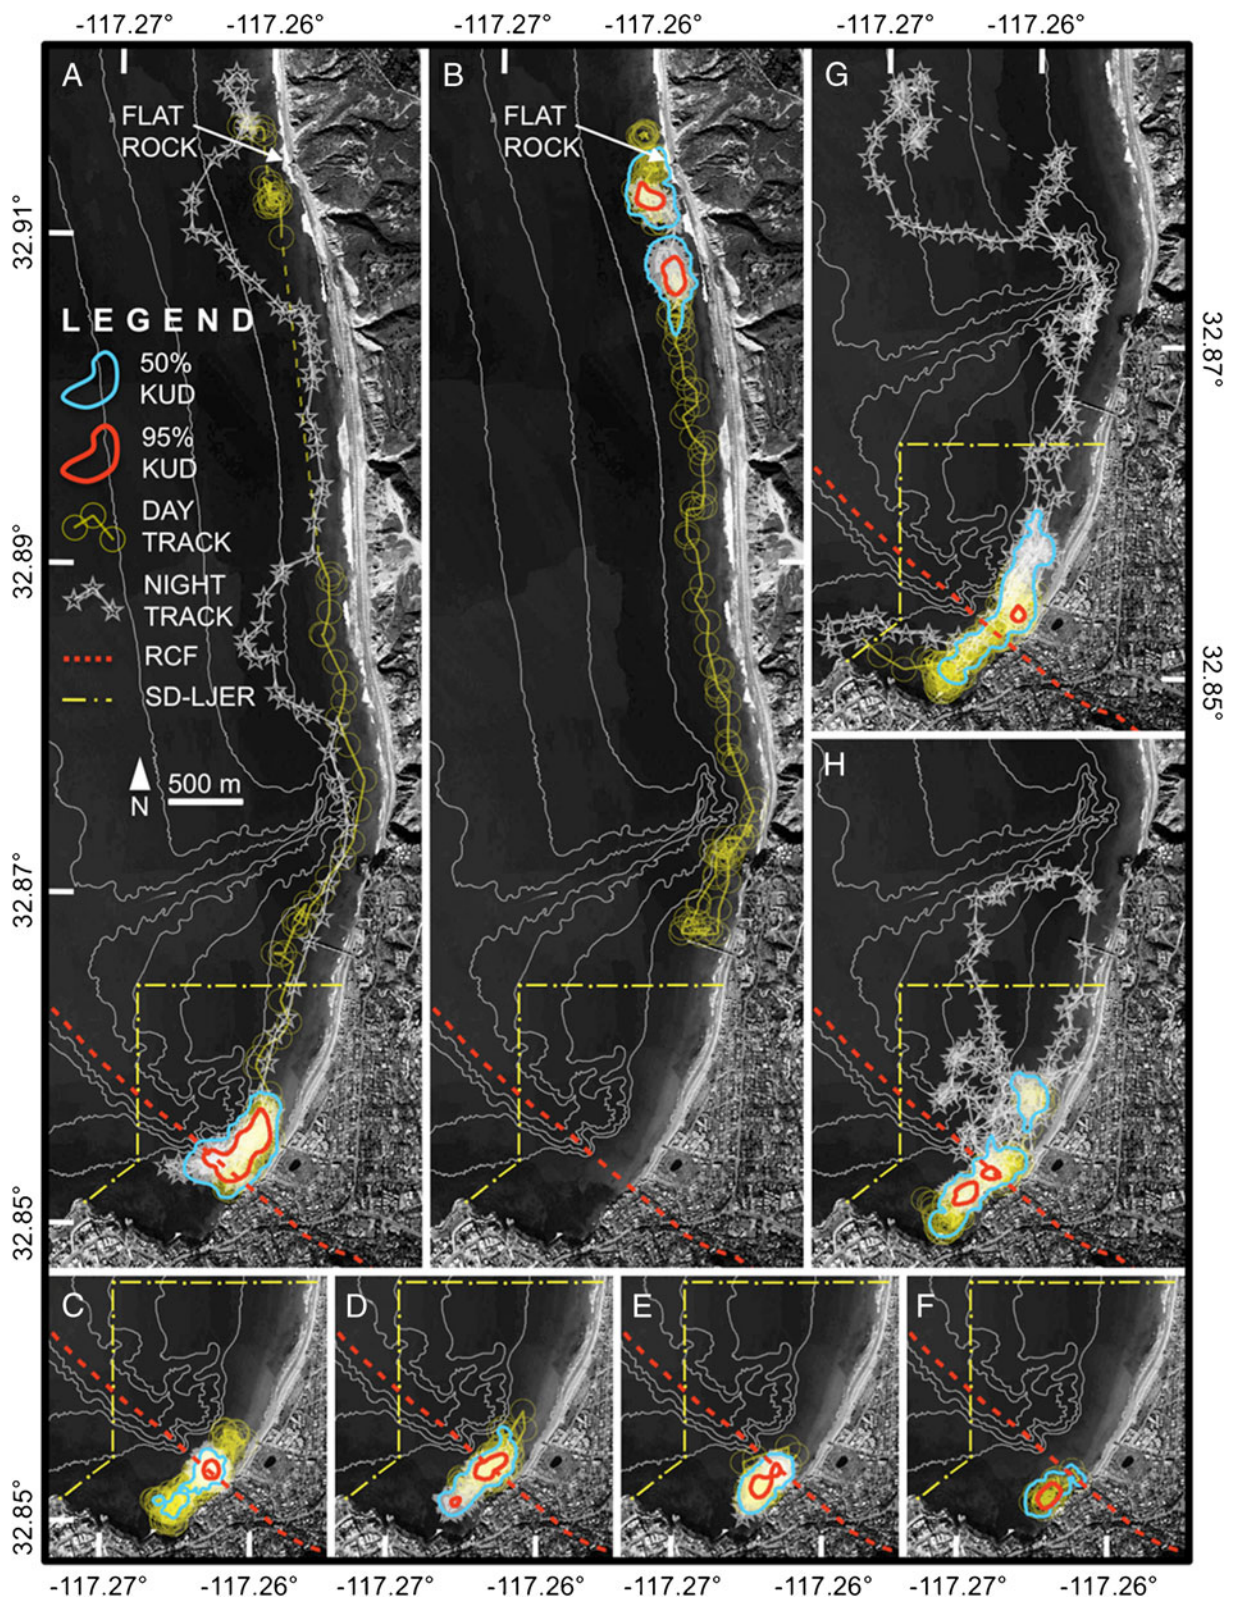 -117.27° -117.26° -117.26° -117.27° -117.26°
A
FLAT
ROCK
B
FLAT
ROCK
G
32.91°
32.89°
32.87°
32.85°
32.87°
32.85°
LEGEND
50%
KUD
95%
KUD
DAY
TRACK
NIGHT
TRACK
RCF
SD-LJER
N
500 m
H
C
D
E
F
32.85°
-117.27° -117.26° -117.27° -117.26° -117.27° -117.26° -117.27° -117.26°